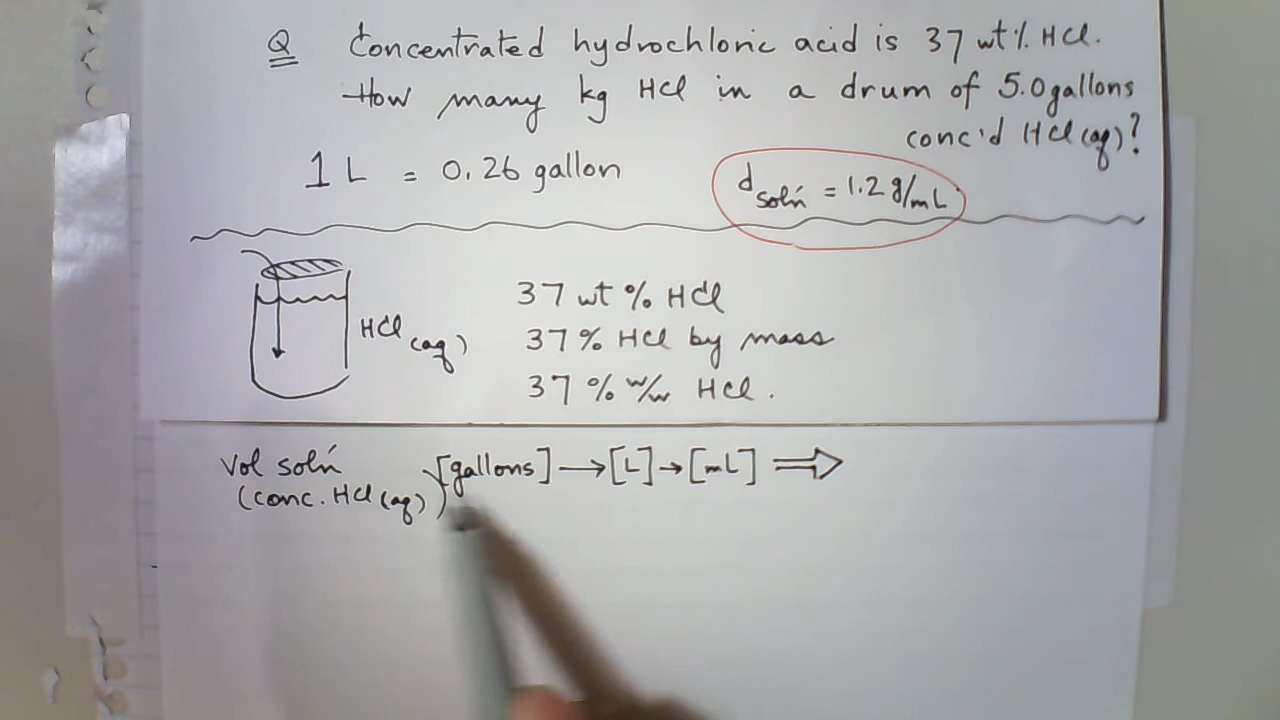 Q Concentrated hydrochloric acid is 37 wt% HCl.
How many kg HCl in a drum of 5.0 gallons
conc'd HCl (aq)?
1 L = 0.26 gallon
d soln = 1.2 g/mL
HCl (aq)
37 wt % HCl
37% HCl by mass
37 % w/w HCl.
Vol soln [gallons] → [L] → [mL] ⇒
(conc. HCl (aq))